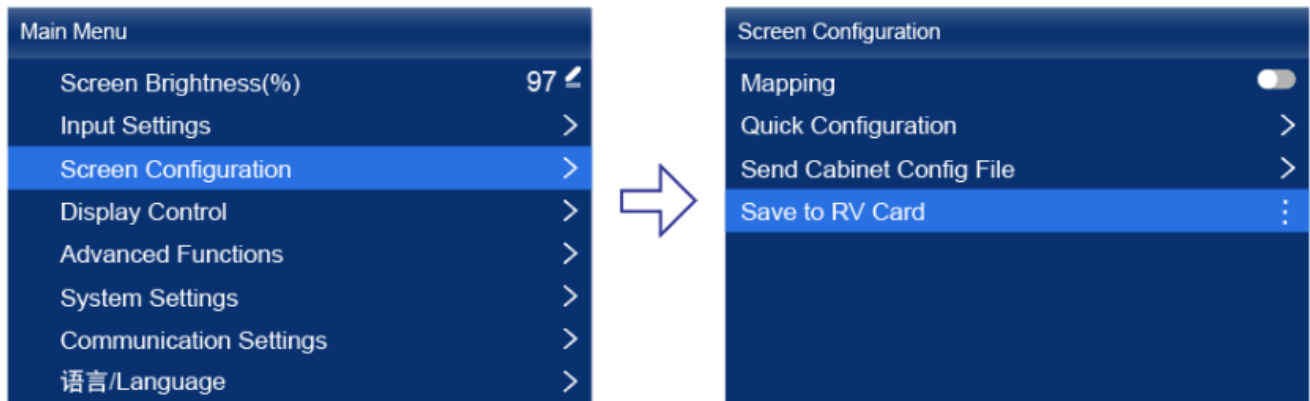 Main Menu
Screen Brightness(%) 97
Input Settings
Screen Configuration
Display Control
Advanced Functions
System Settings
Communication Settings
语言/Language
Screen Configuration
Mapping
Quick Configuration
Send Cabinet Config File
Save to RV Card